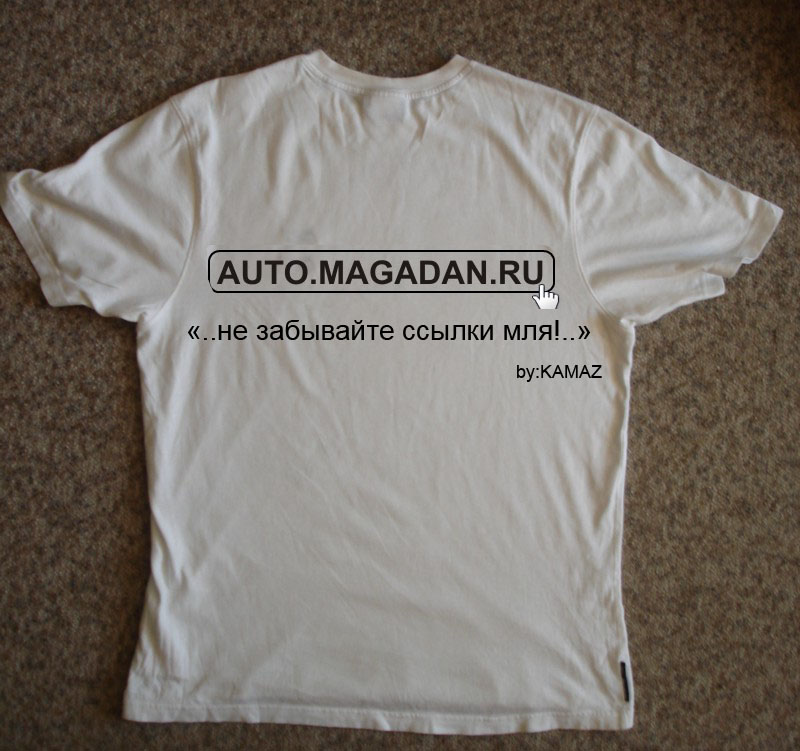 AUTO.MAGADAN.RU
«..не забывайте ссылки мля!..»
by:KAMAZ